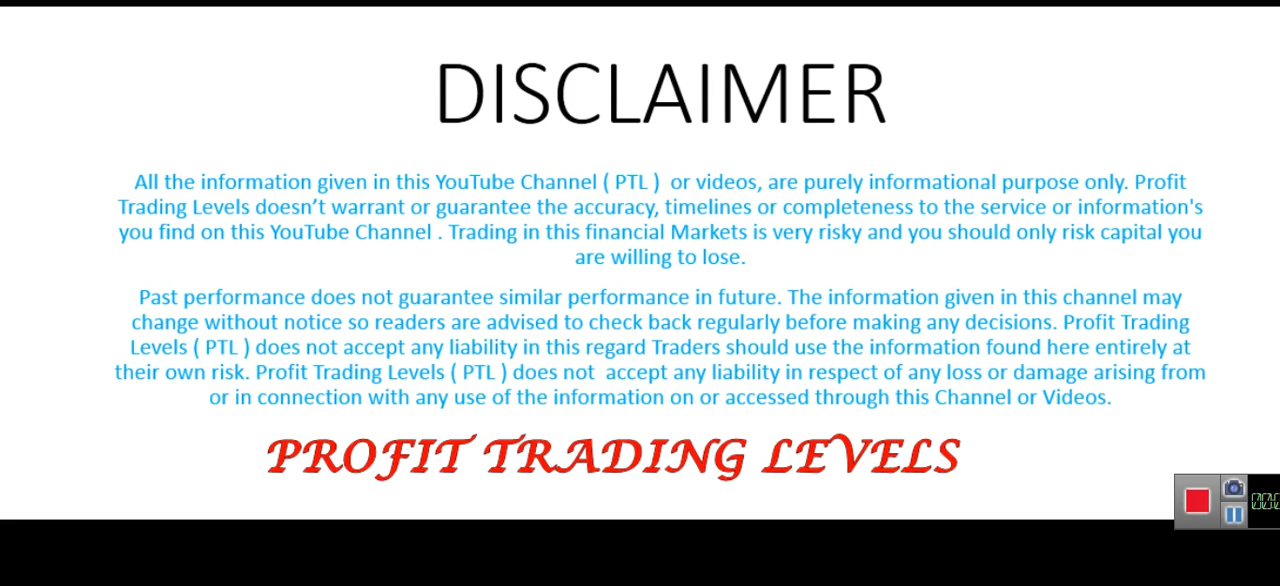 DISCLAIMER
All the information given in this YouTube Channel ( PTL )  or videos, are purely informational purpose only. Profit
Trading Levels doesn’t warrant or guarantee the accuracy, timelines or completeness to the service or information's
you find on this YouTube Channel . Trading in this financial Markets is very risky and you should only risk capital you
are willing to lose.
Past performance does not guarantee similar performance in future. The information given in this channel may
change without notice so readers are advised to check back regularly before making any decisions. Profit Trading
Levels ( PTL ) does not accept any liability in this regard Traders should use the information found here entirely at
their own risk. Profit Trading Levels ( PTL ) does not  accept any liability in respect of any loss or damage arising from
or in connection with any use of the information on or accessed through this Channel or Videos.
PROFIT TRADING LEVELS